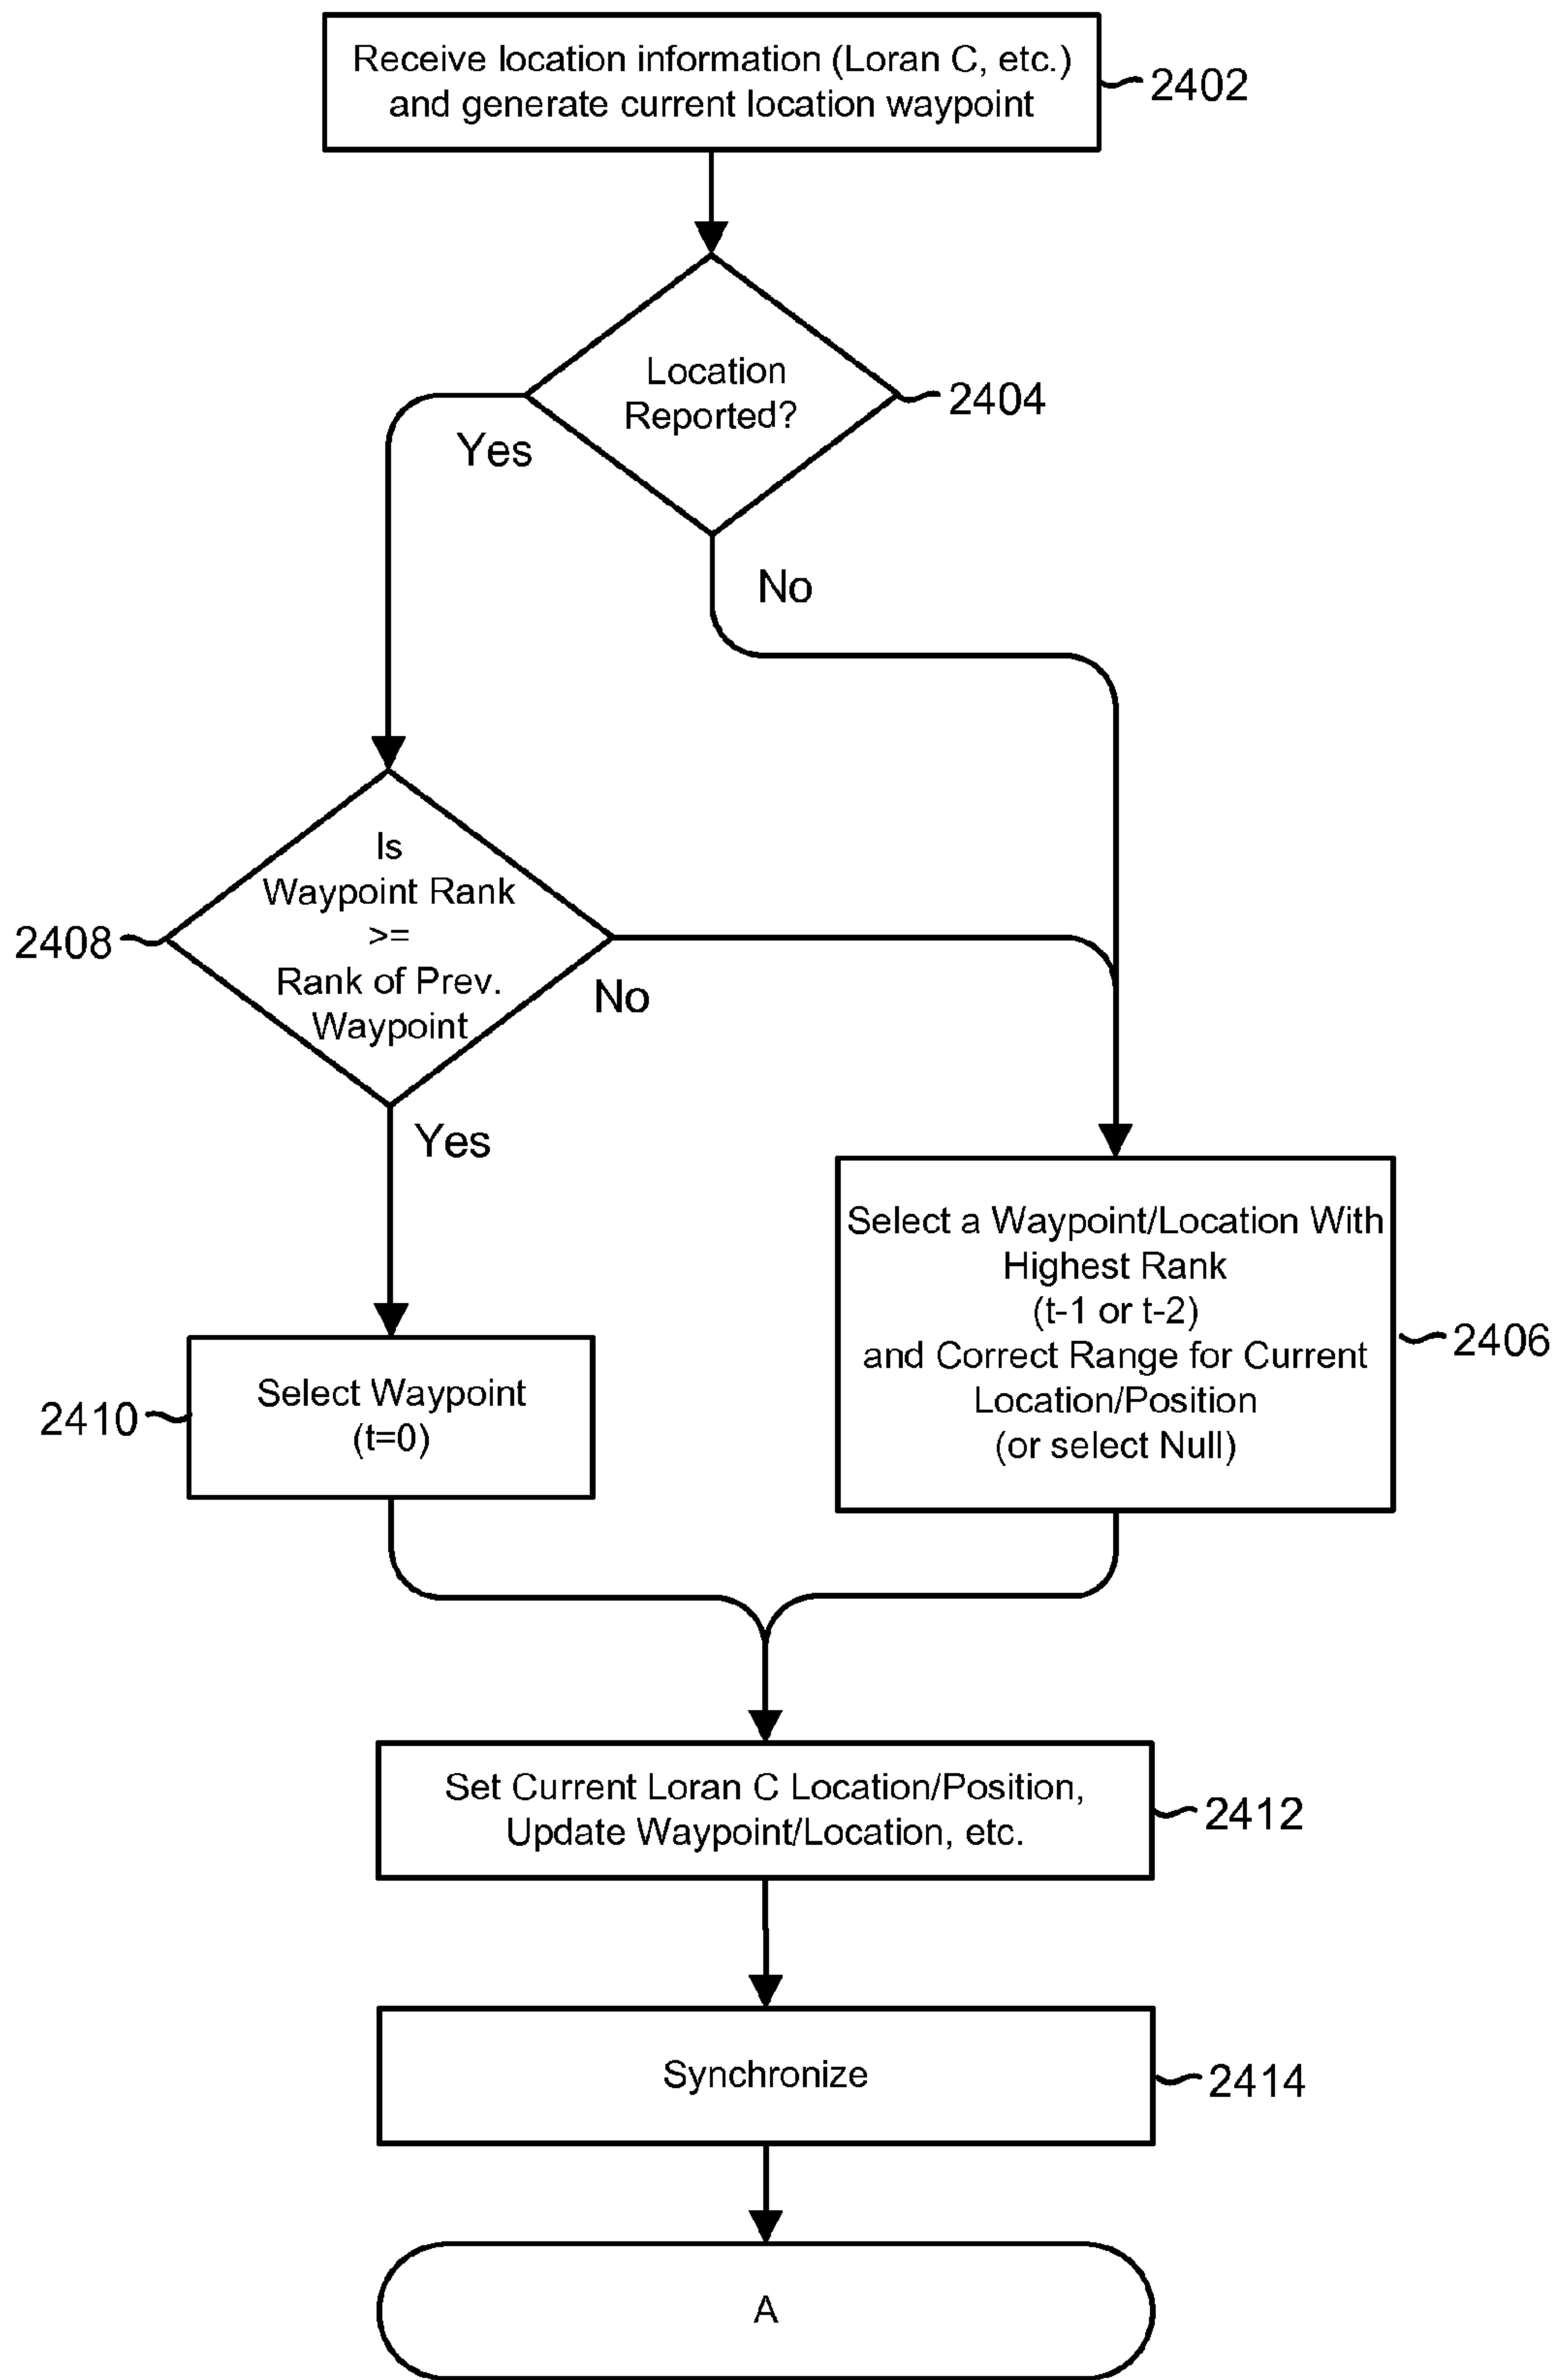 Receive location information (Loran C, etc.)
and generate current location waypoint
2402
Location
Reported?
2404
Yes
No
Is
Waypoint Rank
>=
Rank of Prev.
Waypoint
2408
No
Yes
Select a Waypoint/Location With
Highest Rank
(t-1 or t-2)
and Correct Range for Current
Location/Position
(or select Null)
2406
Select Waypoint
(t=0)
2410
Set Current Loran C Location/Position,
Update Waypoint/Location, etc.
2412
Synchronize
2414
A